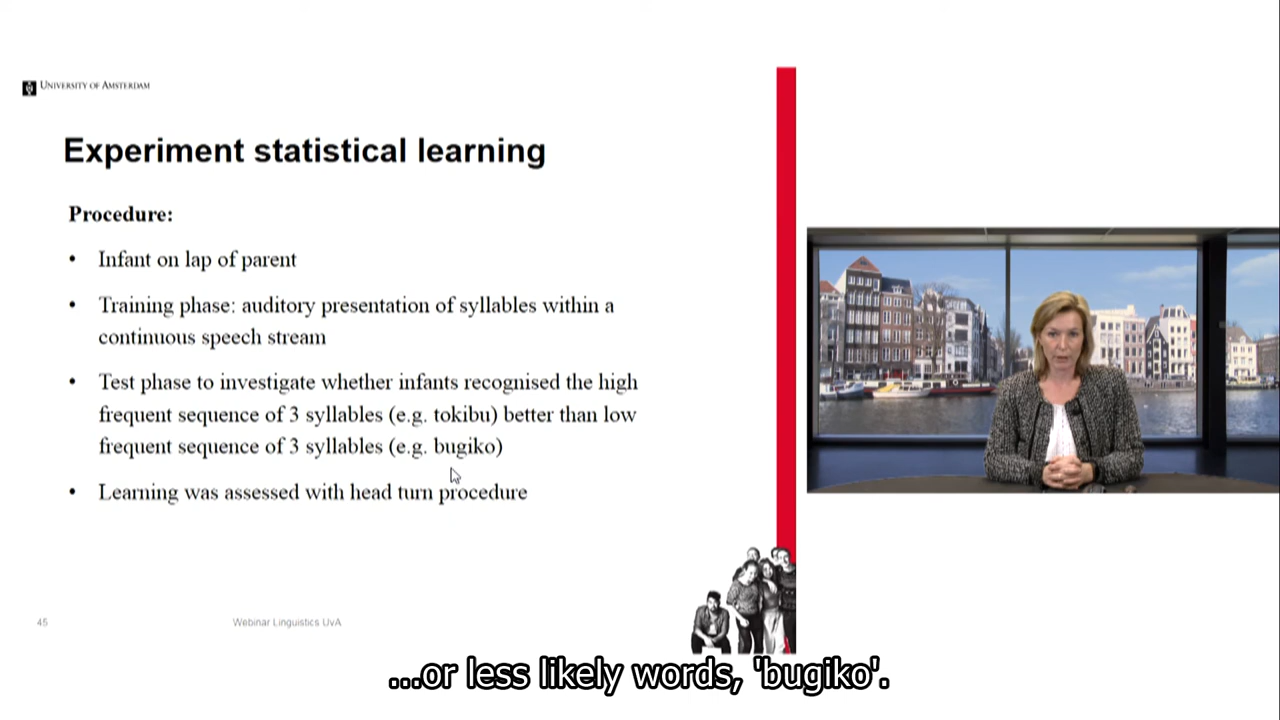 UNIVERSITY OF AMSTERDAM
Experiment statistical learning
Procedure:
• Infant on lap of parent
• Training phase: auditory presentation of syllables within a
continuous speech stream
• Test phase to investigate whether infants recognised the high
frequent sequence of 3 syllables (e.g. tokibu) better than low
frequent sequence of 3 syllables (e.g. bugiko)
• Learning was assessed with head turn procedure
45
Webinar Linguistics UvA
...or less likely words, 'bugiko'.